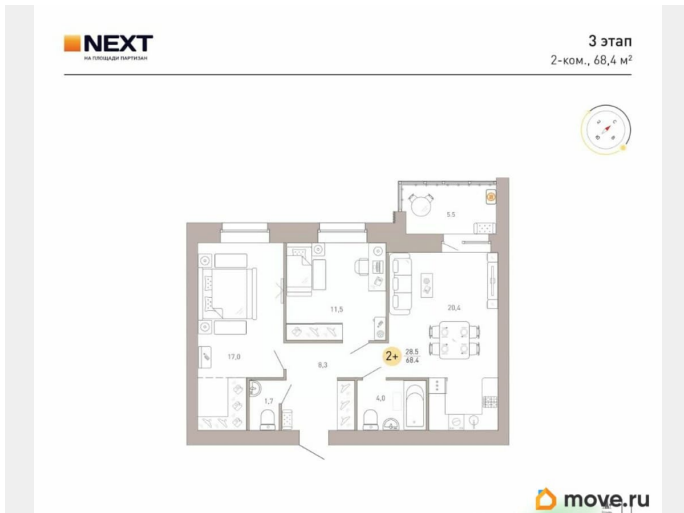 NEXT
НА ПЛОЩАДИ ПАРТИЗАН
3 этап
2-ком., 68,4 м²
5.5
11,5
20,4
17,0
8,3
2+
28.5
68.4
1,7
4,0
move.ru